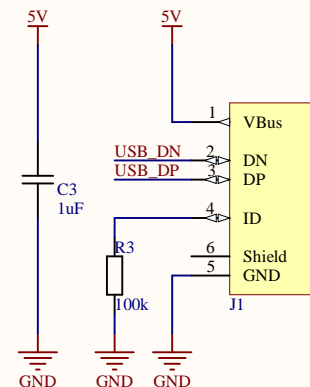 5V
5V
1
VBus
USB_DN
2
DN
USB_DP
3
DP
4
ID
C3
1uF
R3
100k
6
Shield
5
GND
J1
GND
GND
GND